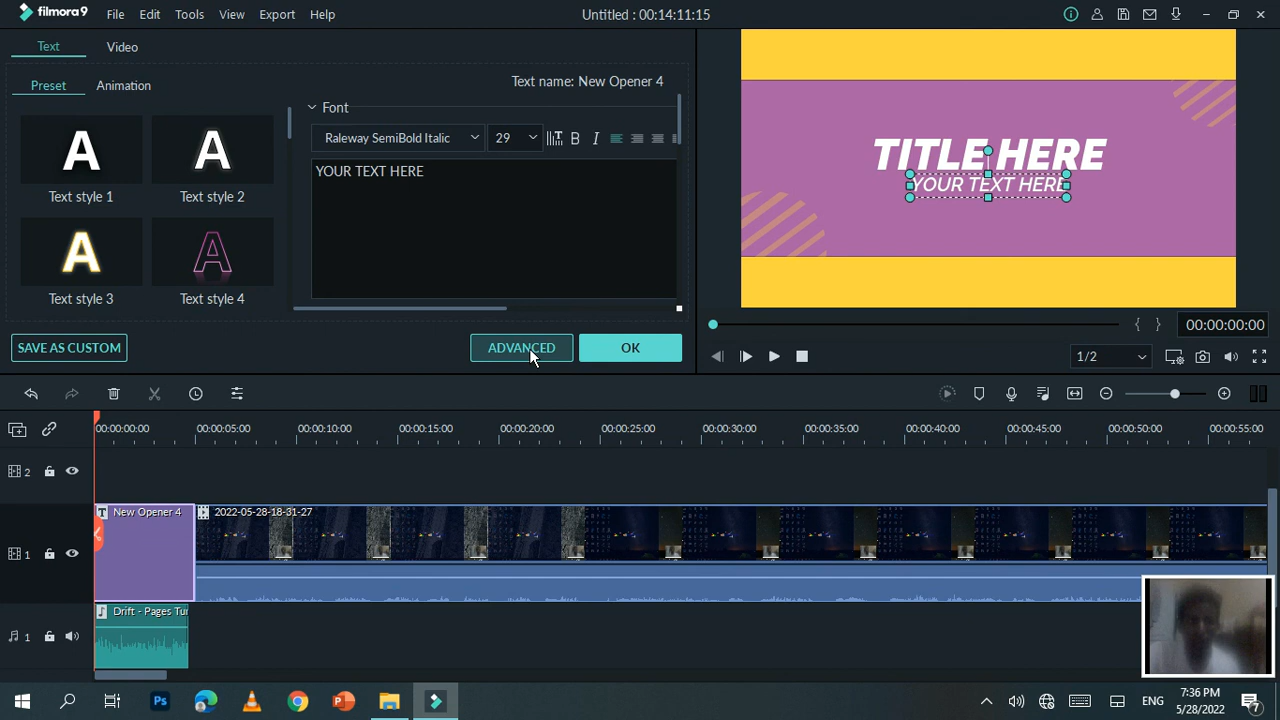 filmora9 File Edit Tools View Export Help Untitled : 00:14:11:15
Text Video
Preset Animation Text name: New Opener 4
Font
Raleway SemiBold Italic 29 B I
YOUR TEXT HERE
A A
Text style 1 Text style 2
A A
Text style 3 Text style 4
SAVE AS CUSTOM ADVANCED OK
TITLE HERE
YOUR TEXT HERE
{ } 00:00:00:00
1/2
00:00:00:00 00:00:05:00 00:00:10:00 00:00:15:00 00:00:20:00 00:00:25:00 00:00:30:00 00:00:35:00 00:00:40:00 00:00:45:00 00:00:50:00 00:00:55:00
2
T New Opener 4 2022-05-28-18-31-27
1
Drift - Pages Tur
1
Ps ENG 7:36 PM
5/28/2022 7